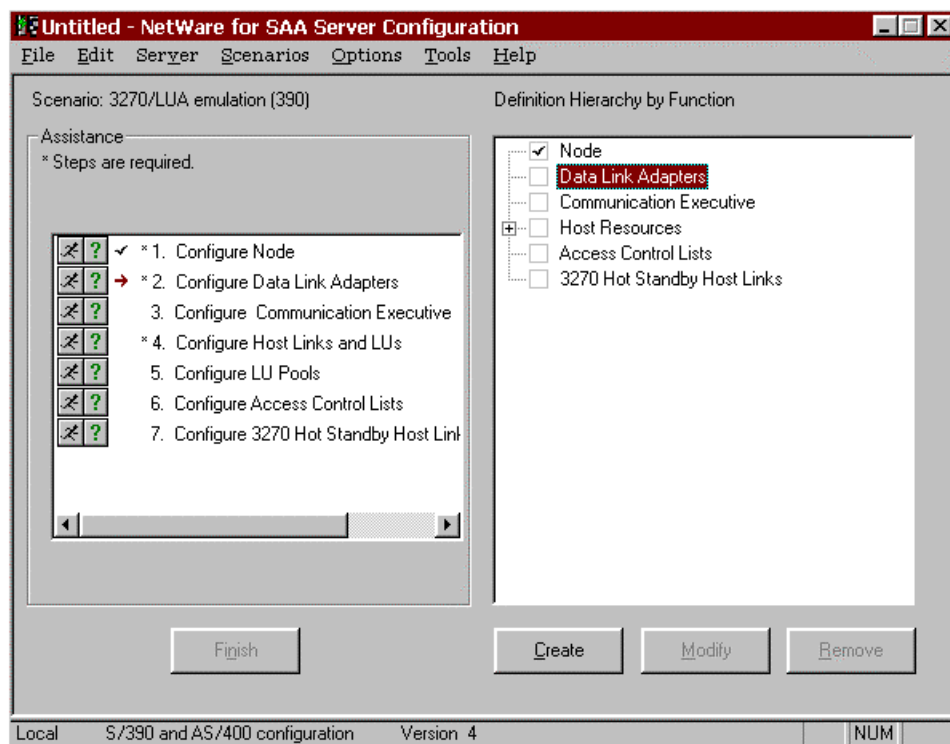 Untitled - NetWare for SAA Server Configuration
File Edit Server Scenarios Options Tools Help
Scenario: 3270/LUA emulation (390)
Definition Hierarchy by Function
Assistance
* Steps are required.
? * 1. Configure Node
? * 2. Configure Data Link Adapters
? 3. Configure Communication Executive
? * 4. Configure Host Links and LUs
? 5. Configure LU Pools
? 6. Configure Access Control Lists
? 7. Configure 3270 Hot Standby Host Link
Node
Data Link Adapters
Communication Executive
Host Resources
Access Control Lists
3270 Hot Standby Host Links
Finish
Create Modify Remove
Local S/390 and AS/400 configuration Version 4 NUM